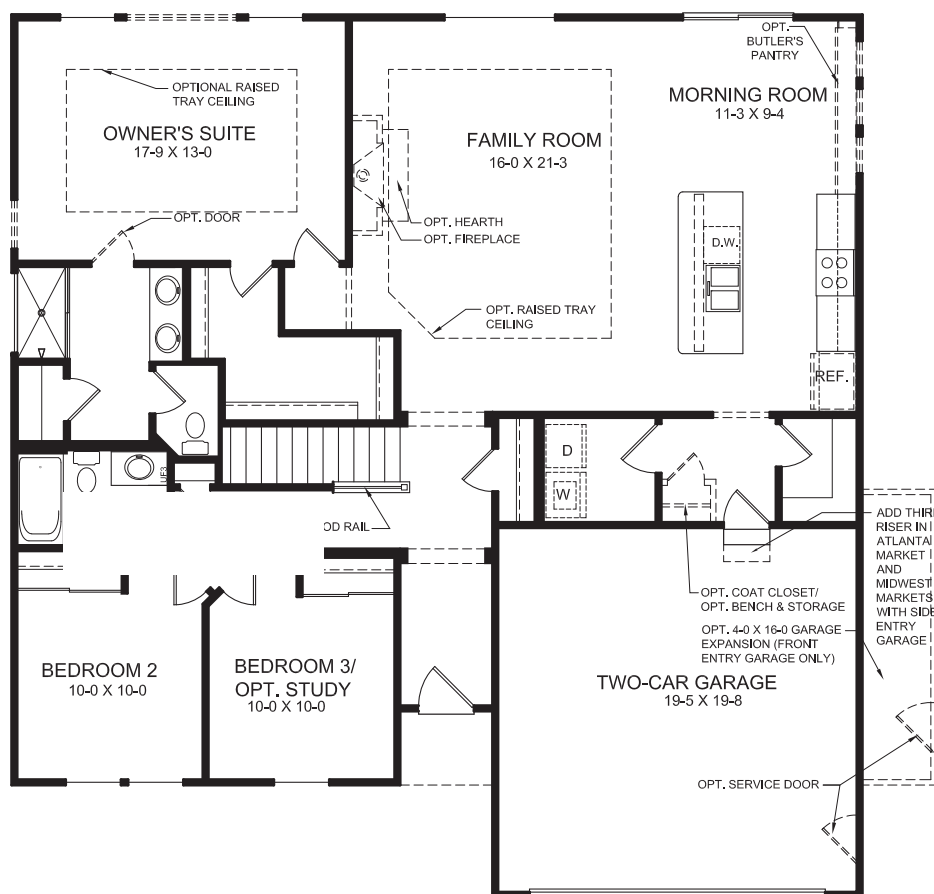 OPT.
BUTLER'S
PANTRY
OPTIONAL RAISED
TRAY CEILING
OWNER'S SUITE
17-9 X 13-0
MORNING ROOM
11-3 X 9-4
FAMILY ROOM
16-0 X 21-3
OPT. DOOR
OPT. HEARTH
OPT. FIREPLACE
D.W.
OPT. RAISED TRAY
CEILING
REF.
D
W
UF3
OD RAIL
ADD THIR
RISER IN
ATLANTA
MARKET
AND
MIDWEST
MARKETS
WITH SIDE
ENTRY
GARAGE
OPT. COAT CLOSET/
OPT. BENCH & STORAGE
OPT. 4-0 X 16-0 GARAGE
EXPANSION (FRONT
ENTRY GARAGE ONLY)
BEDROOM 2
10-0 X 10-0
BEDROOM 3/
OPT. STUDY
10-0 X 10-0
TWO-CAR GARAGE
19-5 X 19-8
OPT. SERVICE DOOR